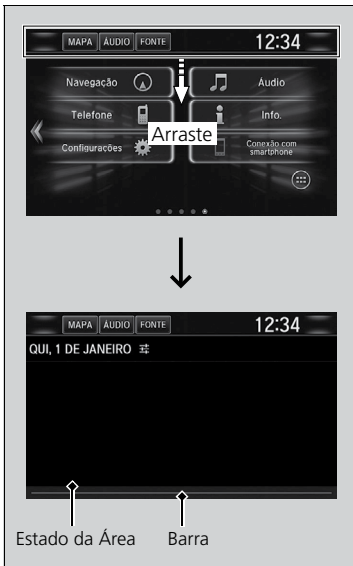 MAPA ÁUDIO FONTE 12:34
Navegação Áudio
Telefone Info.
Arraste
Configurações Conexão com
smartphone
MAPA ÁUDIO FONTE 12:34
QUI, 1 DE JANEIRO
Estado da Área Barra